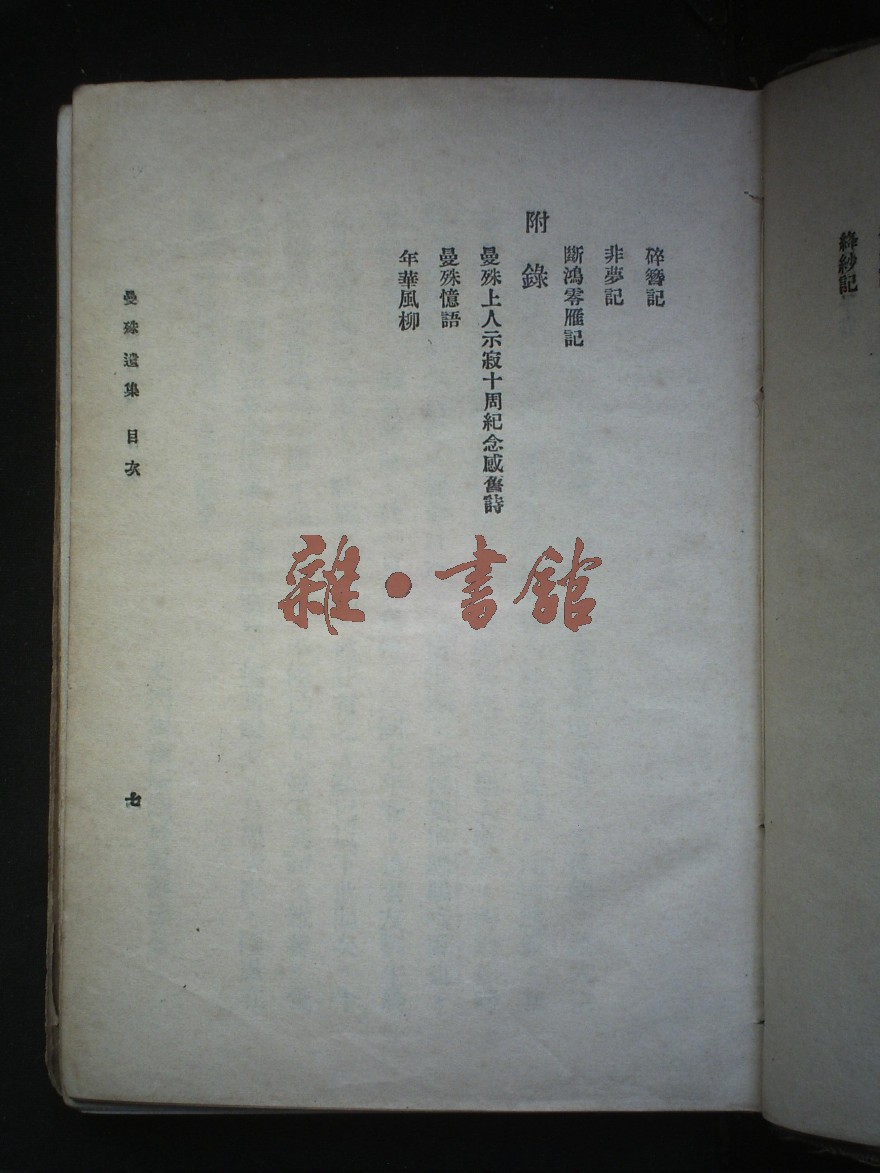 絳紗記
碎簪記
非夢記
斷鴻零雁記
附錄
曼殊上人示寂十周紀念感舊詩
曼殊憶語
年華風柳
曼殊遺集 目次
七
雜·書館